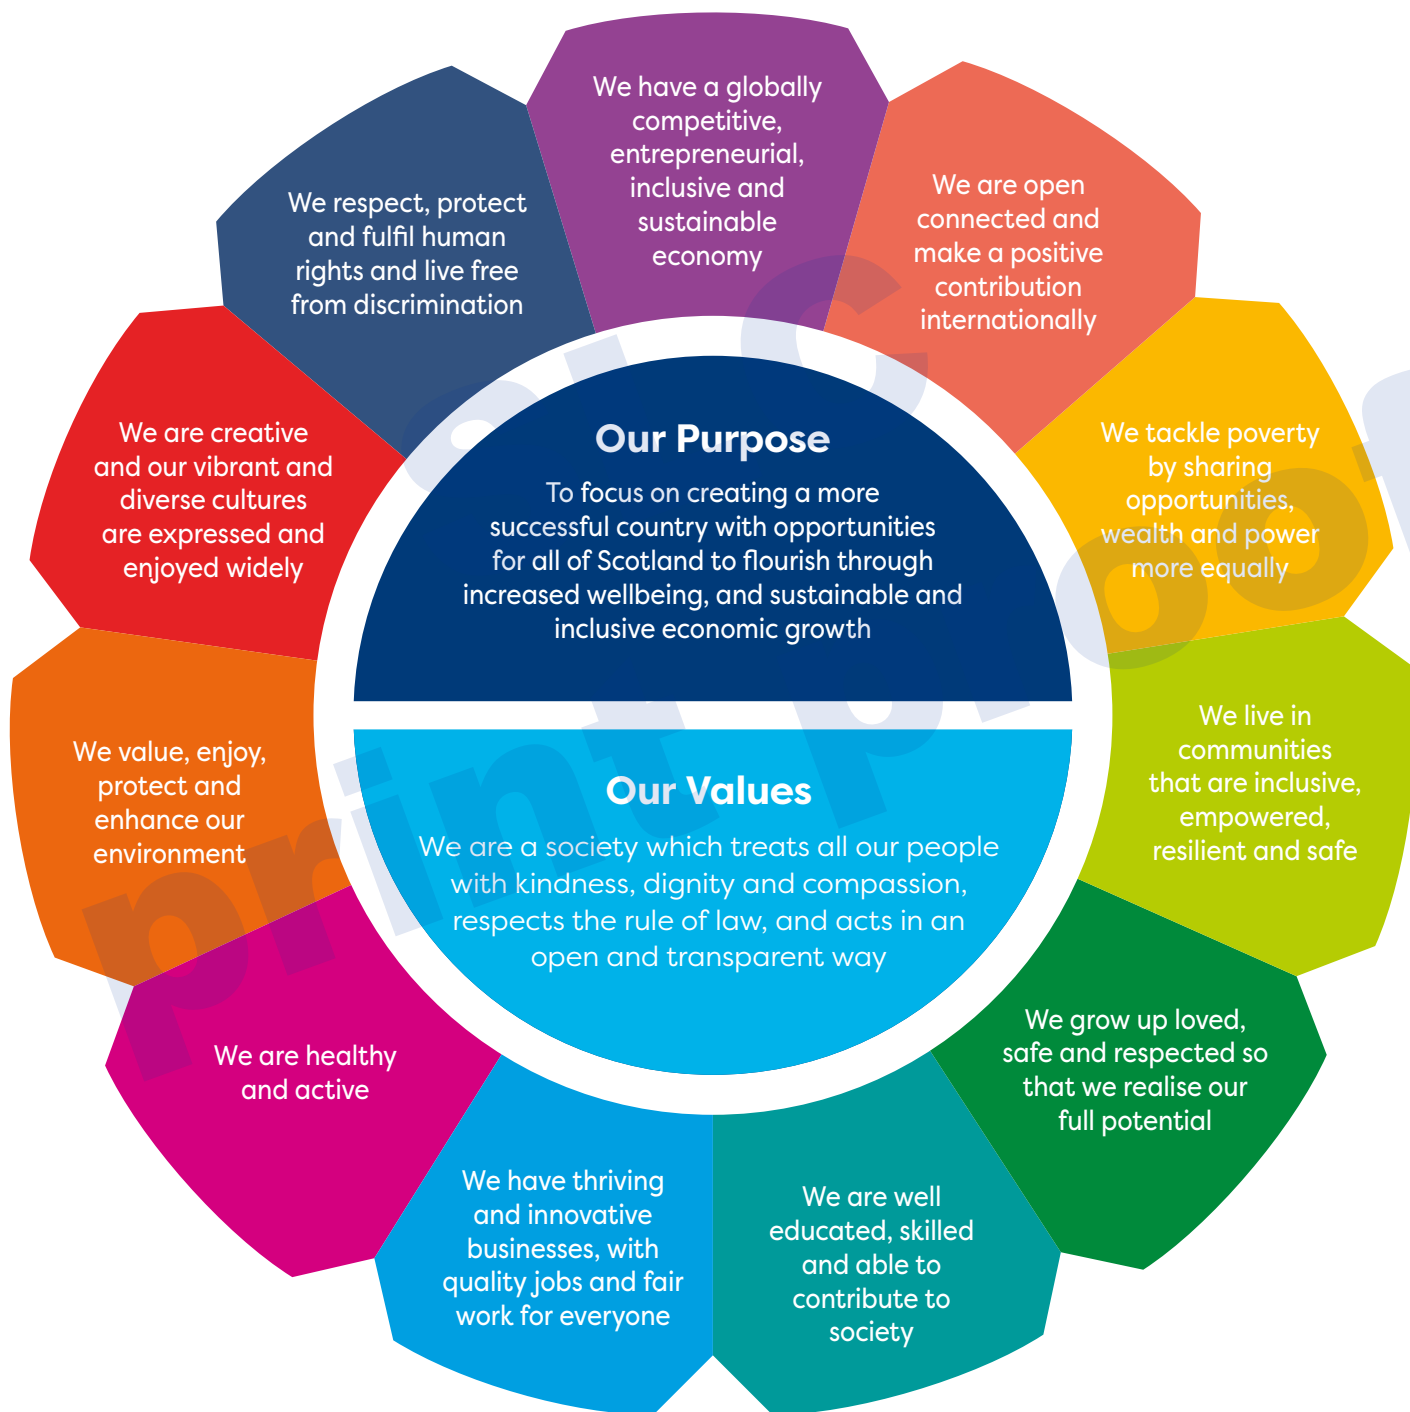 We have a globally
competitive,
entrepreneurial,
inclusive and
sustainable
economy
We are open
connected and
make a positive
contribution
internationally
We tackle poverty
by sharing
opportunities,
wealth and power
more equally
We live in
communities
that are inclusive,
empowered,
resilient and safe
We grow up loved,
safe and respected so
that we realise our
full potential
We are well
educated, skilled
and able to
contribute to
society
We have thriving
and innovative
businesses, with
quality jobs and fair
work for everyone
We are healthy
and active
We value, enjoy,
protect and
enhance our
environment
We are creative
and our vibrant and
diverse cultures
are expressed and
enjoyed widely
We respect, protect
and fulfil human
rights and live free
from discrimination
Our Purpose
To focus on creating a more
successful country with opportunities
for all of Scotland to flourish through
increased wellbeing, and sustainable and
inclusive economic growth
Our Values
We are a society which treats all our people
with kindness, dignity and compassion,
respects the rule of law, and acts in an
open and transparent way
print proof